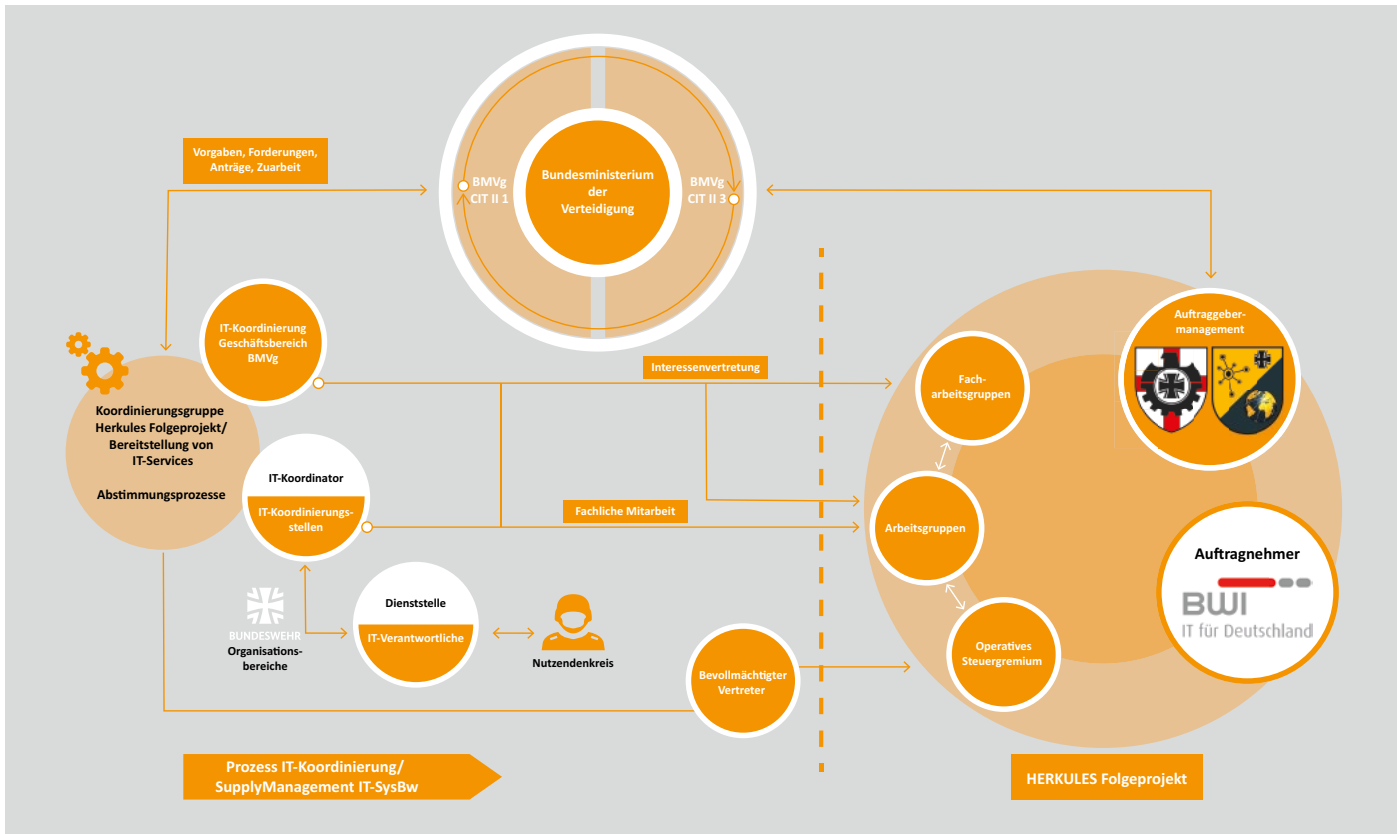 Vorgaben, Forderungen,
Anträge, Zuarbeit
BMVg
CIT II 1
Bundesministerium
der
Verteidigung
BMVg
CIT II 3
IT-Koordinierung
Geschäftsbereich
BMVg
Koordinierungsgruppe
Herkules Folgeprojekt/
Bereitstellung von
IT-Services
Abstimmungsprozesse
IT-Koordinator
IT-Koordinierungs-
stellen
Interessenvertretung
Fachliche Mitarbeit
BUNDESWEHR
Organisations-
bereiche
Dienststelle
IT-Verantwortliche
Nutzendenkreis
Bevollmächtigter
Vertreter
Auftraggeber-
management
Fach-
arbeitsgruppen
Arbeitsgruppen
Operatives
Steuergremium
Auftragnehmer
BWI
IT für Deutschland
Prozess IT-Koordinierung/
SupplyManagement IT-SysBw
HERKULES Folgeprojekt